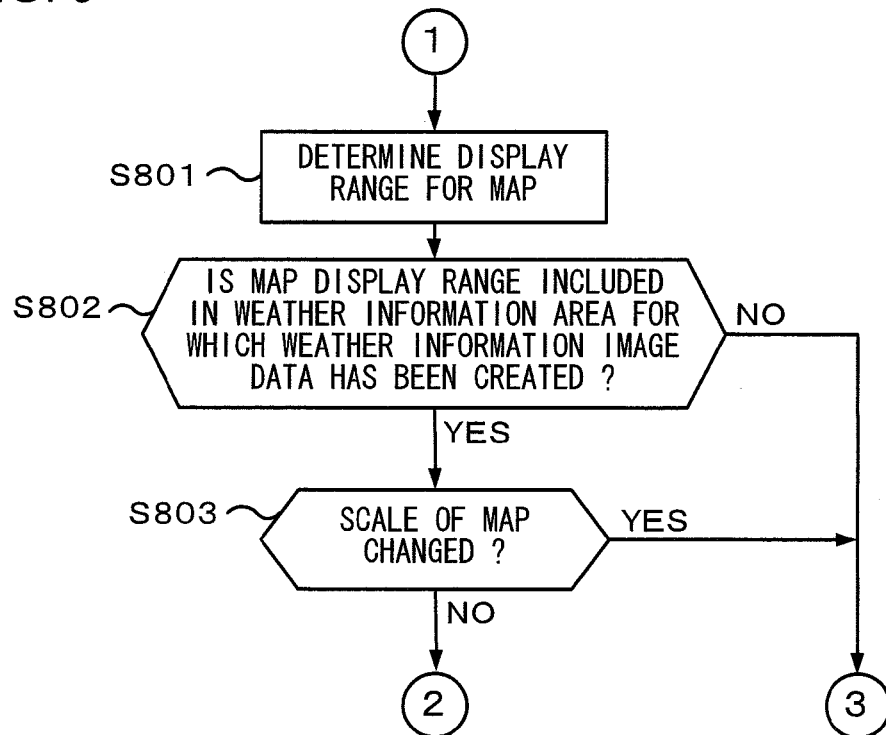 1
S801
DETERMINE DISPLAY
RANGE FOR MAP
S802
IS MAP DISPLAY RANGE INCLUDED
IN WEATHER INFORMATION AREA FOR
WHICH WEATHER INFORMATION IMAGE
DATA HAS BEEN CREATED ?
NO
YES
S803
SCALE OF MAP
CHANGED ?
YES
NO
2
3